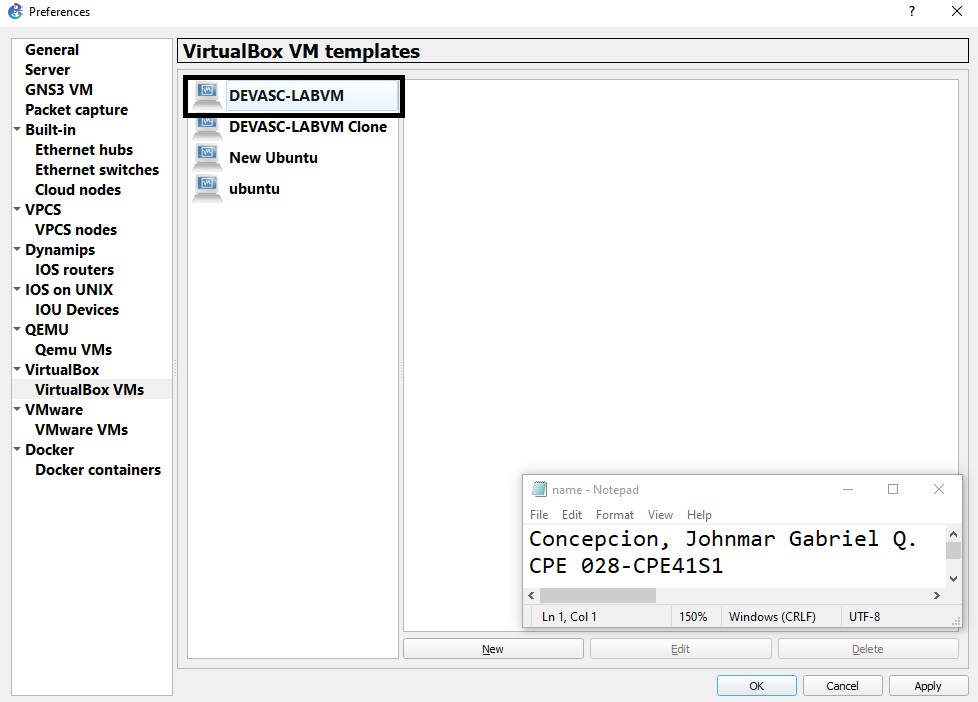 Preferences
?
General
Server
GNS3 VM
Packet capture
Built-in
Ethernet hubs
Ethernet switches
Cloud nodes
VPCS
VPCS nodes
Dynamips
IOS routers
IOS on UNIX
IOU Devices
QEMU
Qemu VMs
VirtualBox
VirtualBox VMs
VMware
VMware VMs
Docker
Docker containers
VirtualBox VM templates
DEVASC-LABVM
DEVASC-LABVM Clone
New Ubuntu
ubuntu
name - Notepad
File Edit Format View Help
Concepcion, Johnmar Gabriel Q.
CPE 028-CPE41S1
Ln 1, Col 1 150% Windows (CRLF) UTF-8
New Edit Delete
OK Cancel Apply